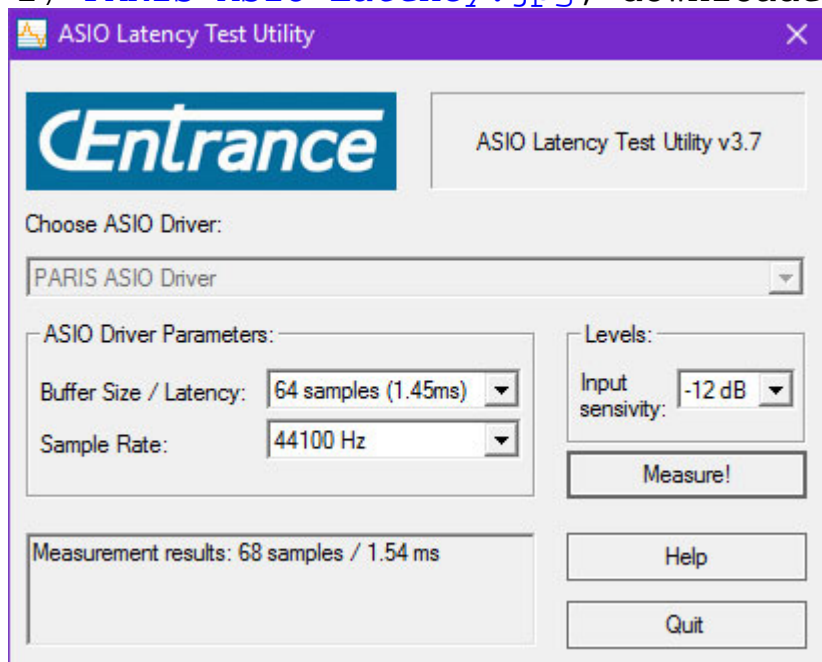 ASIO Latency Test Utility
CEntrance
ASIO Latency Test Utility v3.7
Choose ASIO Driver:
PARIS ASIO Driver
ASIO Driver Parameters:
Buffer Size / Latency: 64 samples (1.45ms)
Sample Rate: 44100 Hz
Levels:
Input
sensivity: -12 dB
Measure!
Measurement results: 68 samples / 1.54 ms
Help
Quit